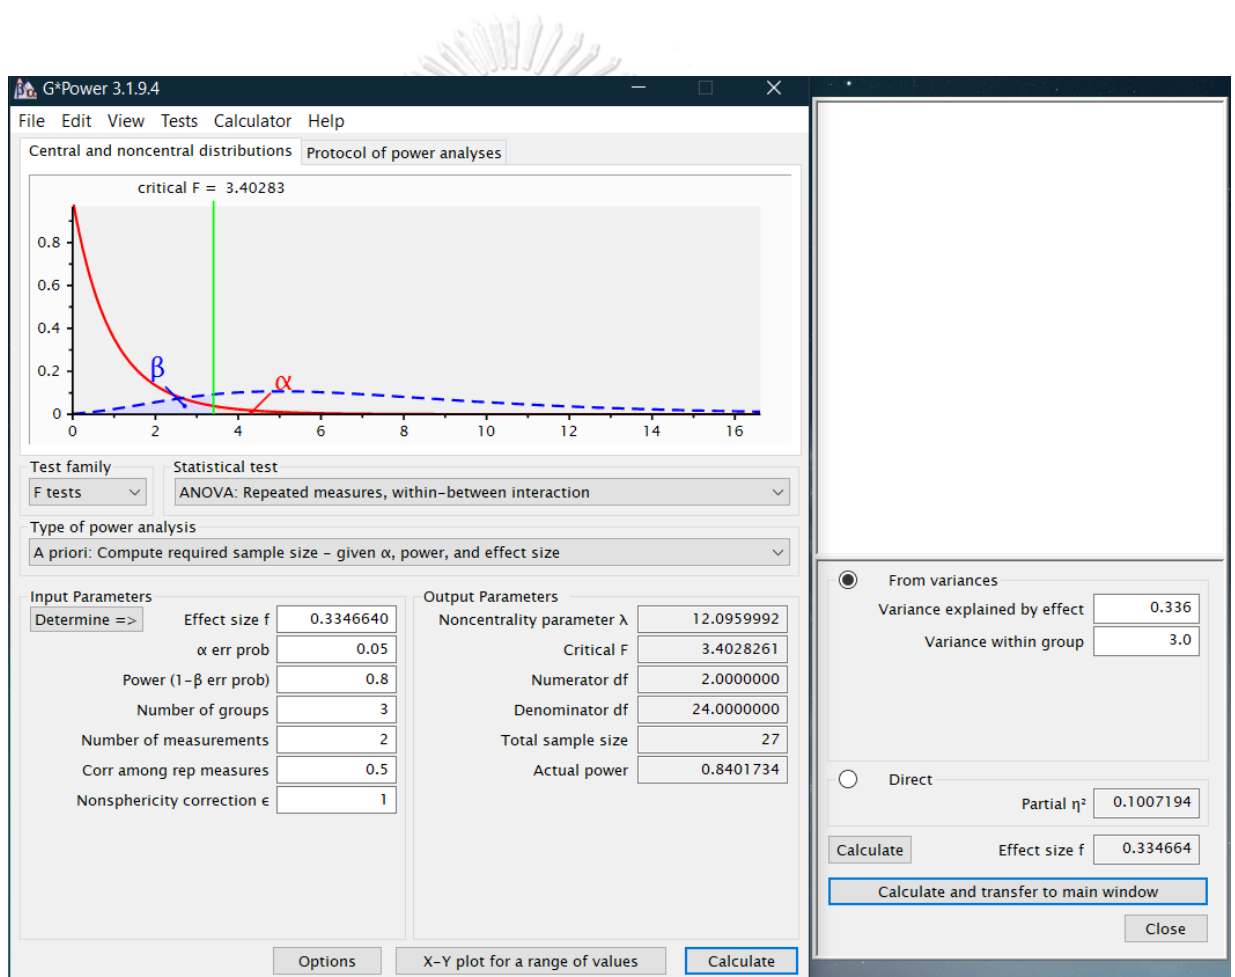 G*Power 3.1.9.4
File Edit View Tests Calculator Help
Central and noncentral distributions Protocol of power analyses
critical F = 3.40283
0.8
0.6
0.4
0.2
0
β
α
0 2 4 6 8 10 12 14 16
Test family Statistical test
F tests ANOVA: Repeated measures, within-between interaction
Type of power analysis
A priori: Compute required sample size - given α, power, and effect size
Input Parameters Output Parameters
Determine => Effect size f 0.3346640 Noncentrality parameter λ 12.0959992
α err prob 0.05 Critical F 3.4028261
Power (1-β err prob) 0.8 Numerator df 2.0000000
Number of groups 3 Denominator df 24.0000000
Number of measurements 2 Total sample size 27
Corr among rep measures 0.5 Actual power 0.8401734
Nonsphericity correction ϵ 1
Options X-Y plot for a range of values Calculate
From variances
Variance explained by effect 0.336
Variance within group 3.0
Direct
Partial η² 0.1007194
Calculate Effect size f 0.334664
Calculate and transfer to main window
Close